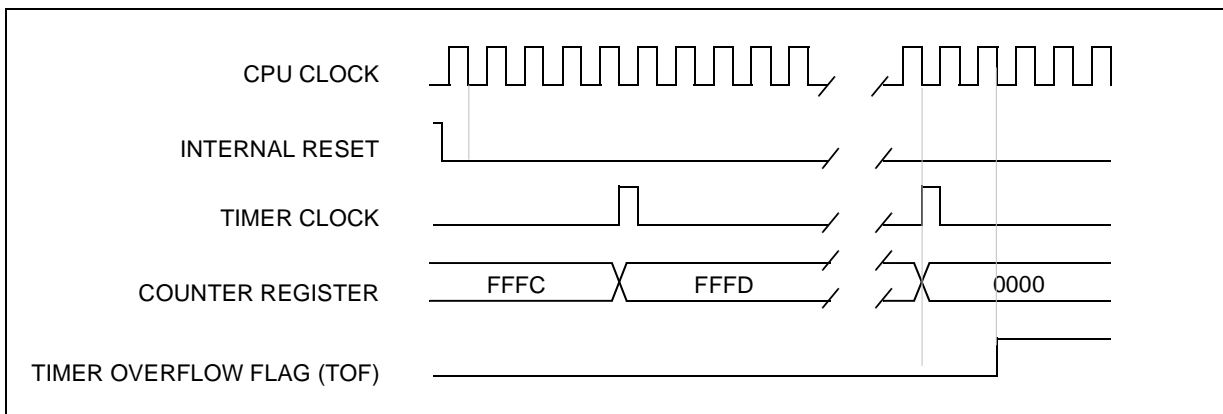 CPU CLOCK
INTERNAL RESET
TIMER CLOCK
COUNTER REGISTER
FFFC
FFFD
0000
TIMER OVERFLOW FLAG (TOF)